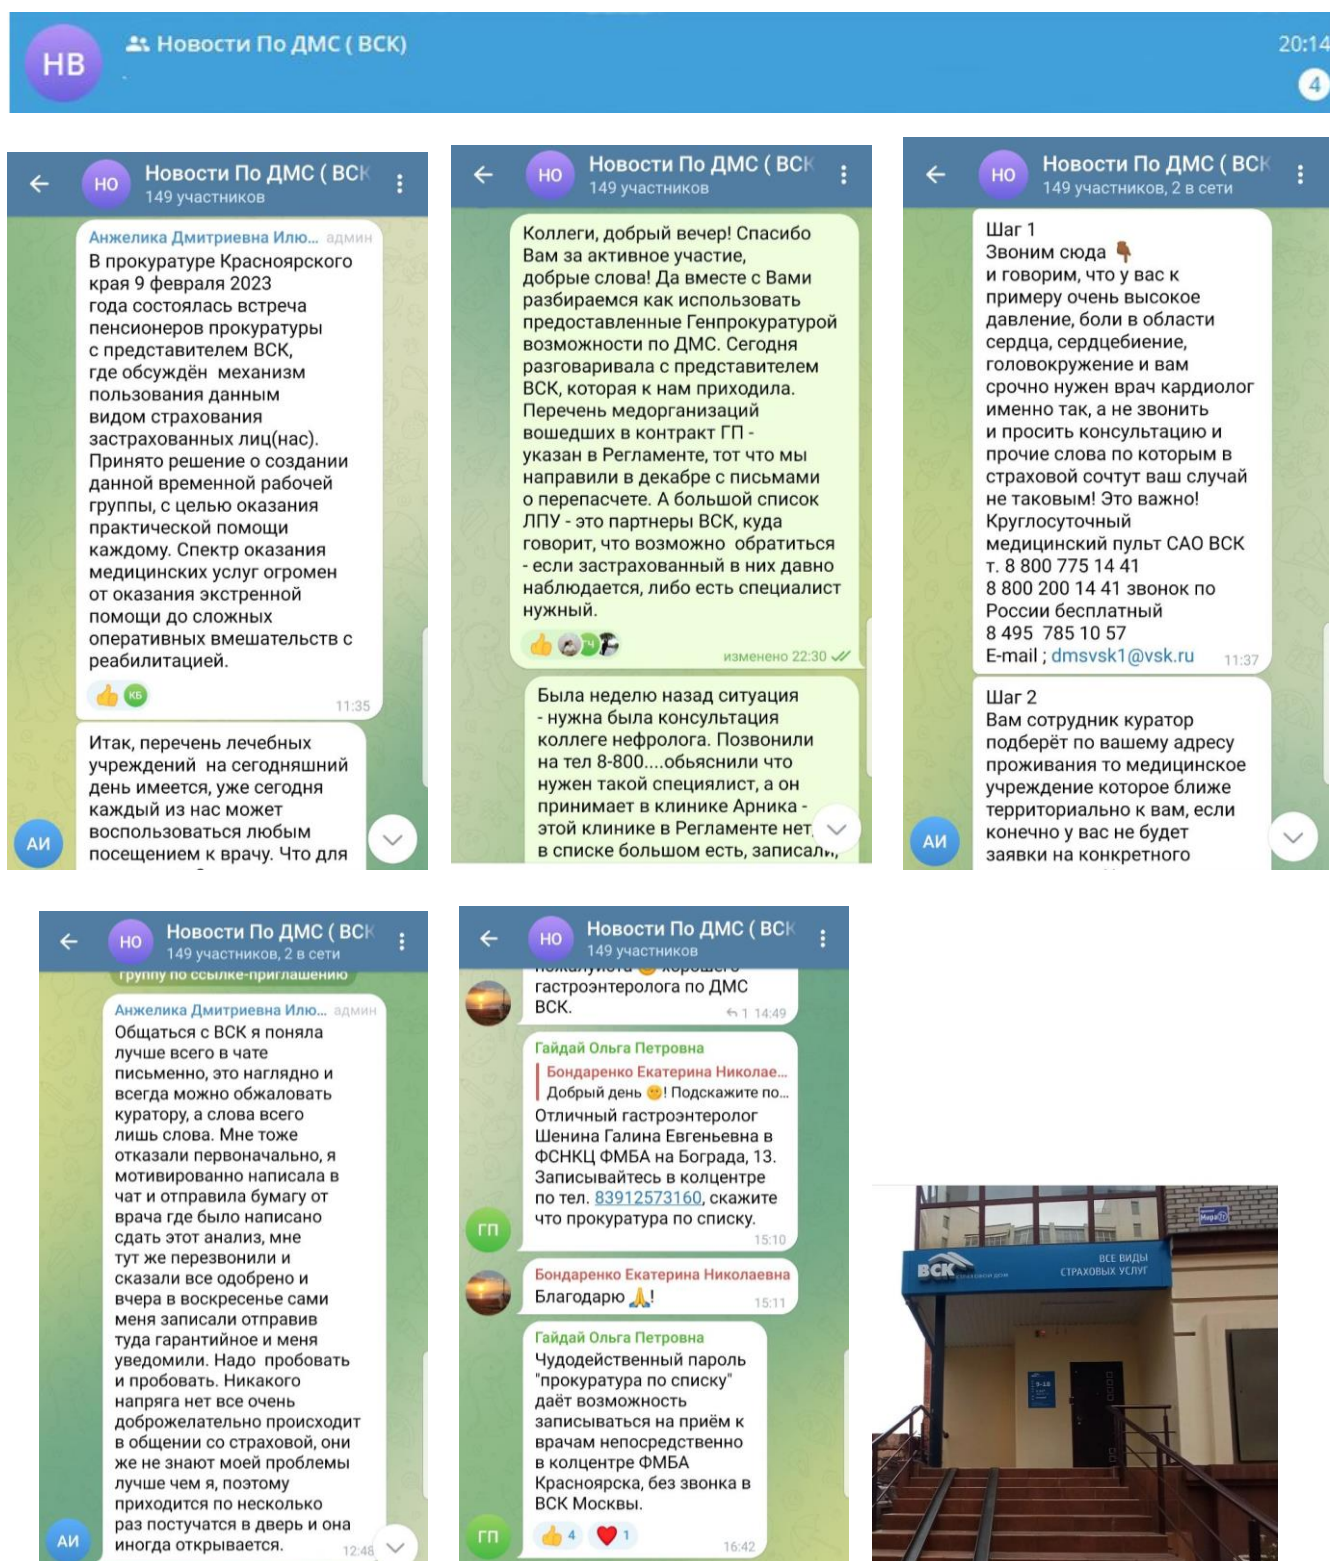 НВ
Новости По ДМС ( ВСК)
20:14
4
НО
Новости По ДМС ( ВСК
149 участников
Анжелика Дмитриевна Илю... админ
В прокуратуре Красноярского
края 9 февраля 2023
года состоялась встреча
пенсионеров прокуратуры
с представителем ВСК,
где обсуждён механизм
пользования данным
видом страхования
застрахованных лиц(нас).
Принято решение о создании
данной временной рабочей
группы, с целью оказания
практической помощи
каждому. Спектр оказания
медицинских услуг огромен
от оказания экстренной
помощи до сложных
оперативных вмешательств с
реабилитацией.
КБ
11:35
Итак, перечень лечебных
учреждений на сегодняшний
день имеется, уже сегодня
каждый из нас может
воспользоваться любым
посещением к врачу. Что для
АИ
НО
Новости По ДМС ( ВСК
149 участников
Коллеги, добрый вечер! Спасибо
Вам за активное участие,
добрые слова! Да вместе с Вами
разбираемся как использовать
предоставленные Генпрокуратурой
возможности по ДМС. Сегодня
разговаривала с представителем
ВСК, которая к нам приходила.
Перечень медорганизаций
вошедших в контракт ГП -
указан в Регламенте, тот что мы
направили в декабре с письмами
о перепасчете. А большой список
ЛПУ - это партнеры ВСК, куда
говорит, что возможно обратиться
- если застрахованный в них давно
наблюдается, либо есть специалист
нужный.
изменено 22:30
Была неделю назад ситуация
- нужна была консультация
коллеге нефролога. Позвонили
на тел 8-800....обьяснили что
нужен такой специялист, а он
принимает в клинике Арника -
этой клинике в Регламенте нет,
в списке большом есть, записали,
НО
Новости По ДМС ( ВСК
149 участников, 2 в сети
Шаг 1
Звоним сюда 👇🏾
и говорим, что у вас к
примеру очень высокое
давление, боли в области
сердца, сердцебиение,
головокружение и вам
срочно нужен врач кардиолог
именно так, а не звонить
и просить консультацию и
прочие слова по которым в
страховой сочтут ваш случай
не таковым! Это важно!
Круглосуточный
медицинский пульт САО ВСК
т. 8 800 775 14 41
8 800 200 14 41 звонок по
России бесплатный
8 495 785 10 57
E-mail ; dmsvsk1@vsk.ru
11:37
Шаг 2
Вам сотрудник куратор
подберёт по вашему адресу
проживания то медицинское
учреждение которое ближе
территориально к вам, если
конечно у вас не будет
заявки на конкретного
АИ
НО
Новости По ДМС ( ВСК
149 участников, 2 в сети
группу по ссылке-приглашению
Анжелика Дмитриевна Илю... админ
Общаться с ВСК я поняла
лучше всего в чате
письменно, это наглядно и
всегда можно обжаловать
куратору, а слова всего
лишь слова. Мне тоже
отказали первоначально, я
мотивированно написала в
чат и отправила бумагу от
врача где было написано
сдать этот анализ, мне
тут же перезвонили и
сказали все одобрено и
вчера в воскресенье сами
меня записали отправив
туда гарантийное и меня
уведомили. Надо пробовать
и пробовать. Никакого
напряга нет все очень
доброжелательно происходит
в общении со страховой, они
же не знают моей проблемы
лучше чем я, поэтому
приходится по несколько
раз постучатся в дверь и она
иногда открывается.
12:48
АИ
НО
Новости По ДМС ( ВСК
149 участников
гастроэнтеролога по ДМС
ВСК.
1 14:49
Гайдай Ольга Петровна
Бондаренко Екатерина Николае...
Добрый день 🙂! Подскажите по...
Отличный гастроэнтеролог
Шенина Галина Евгеньевна в
ФСНКЦ ФМБА на Бограда, 13.
Записывайтесь в колцентре
по тел. 83912573160, скажите
что прокуратура по списку.
15:10
ГП
Бондаренко Екатерина Николаевна
Благодарю 🙏!
15:11
Гайдай Ольга Петровна
Чудодейственный пароль
"прокуратура по списку"
даёт возможность
записываться на приём к
врачам непосредственно
в колцентре ФМБА
Красноярска, без звонка в
ВСК Москвы.
4
1
16:42
ГП
Мира
ВСК
ВСЕ ВИДЫ
СТРАХОВЫХ УСЛУГ
9-18